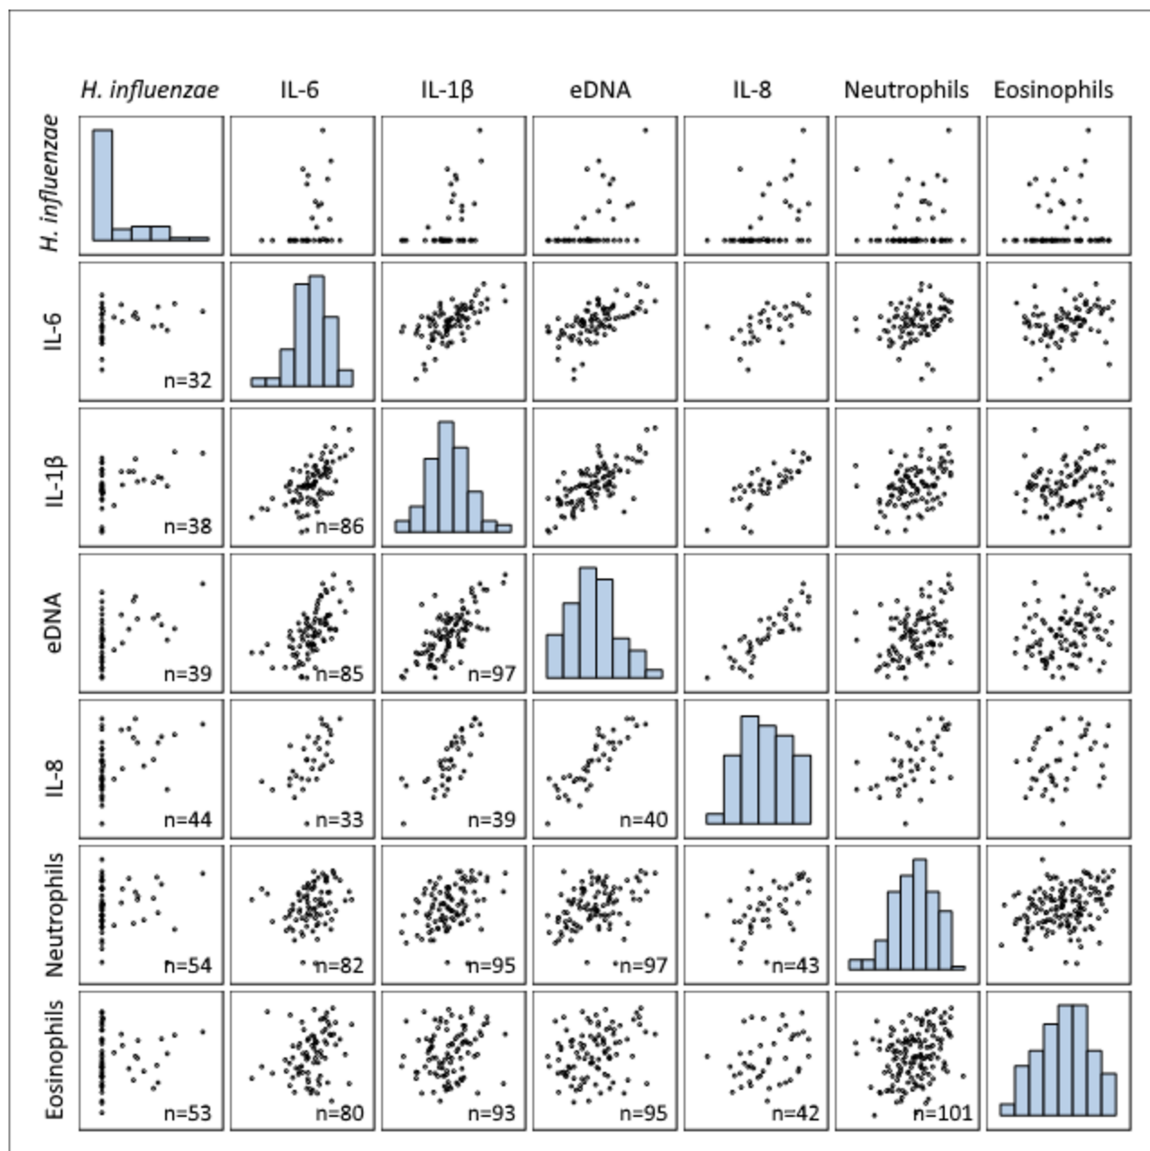 H. influenzae IL-6 IL-1β eDNA IL-8 Neutrophils Eosinophils
H. influenzae
IL-6
n=32
IL-1β
n=38 n=86
eDNA
n=39 n=85 n=97
IL-8
n=44 n=33 n=39 n=40
Neutrophils
n=54 n=82 n=95 n=97 n=43
Eosinophils
n=53 n=80 n=93 n=95 n=42 n=101